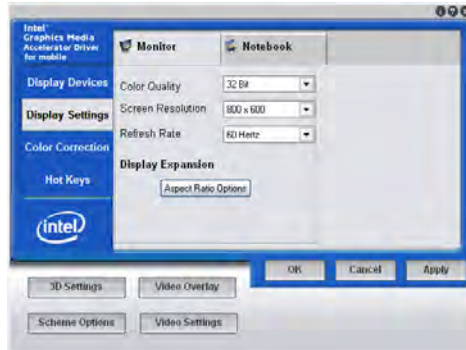 Intel®
Graphics Media
Accelerator Driver
for mobile
Monitor
Notebook
Display Devices
Display Settings
Color Correction
Hot Keys
intel
Color Quality
32 Bit
Screen Resolution
800 x 600
Refresh Rate
60 Hertz
Display Expansion
Aspect Ratio Options
OK
Cancel
Apply
3D Settings
Video Overlay
Scheme Options
Video Settings